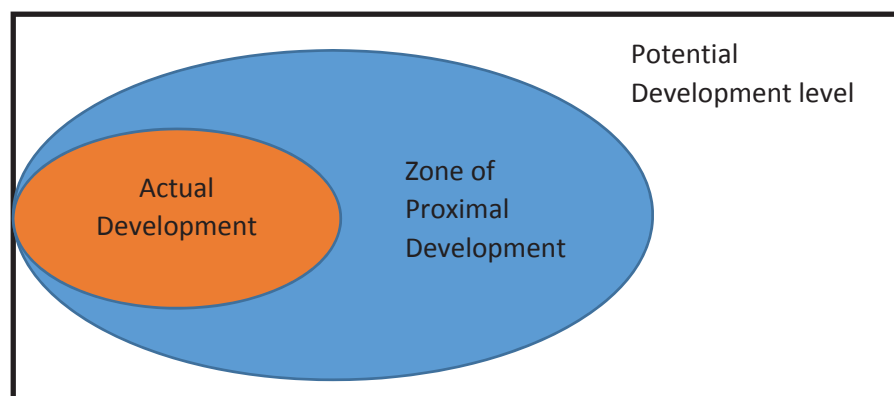 Potential
Development level
Actual
Development
Zone of
Proximal
Development